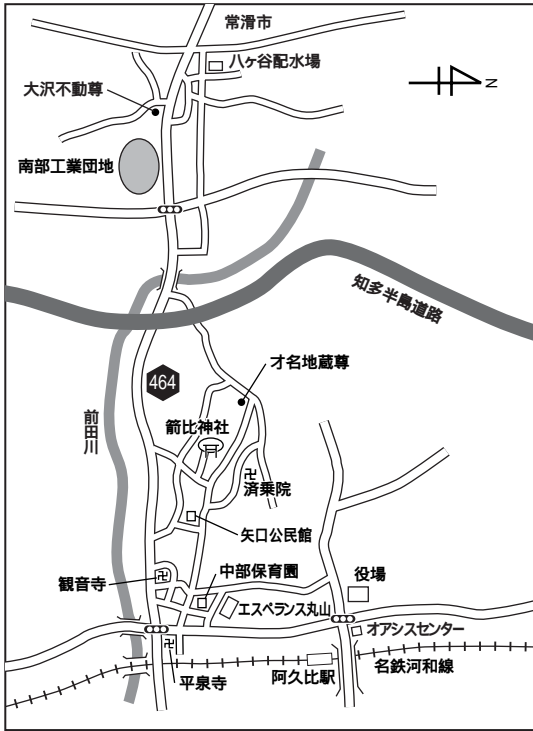 常滑市
八ヶ谷配水場
大沢不動尊
N
南部工業団地
知多半島道路
才名地蔵尊
464
箭比神社
前田川
済乗院
矢口公民館
観音寺
中部保育園
役場
エスペランス丸山
オアシスセンター
平泉寺
阿久比駅
名鉄河和線